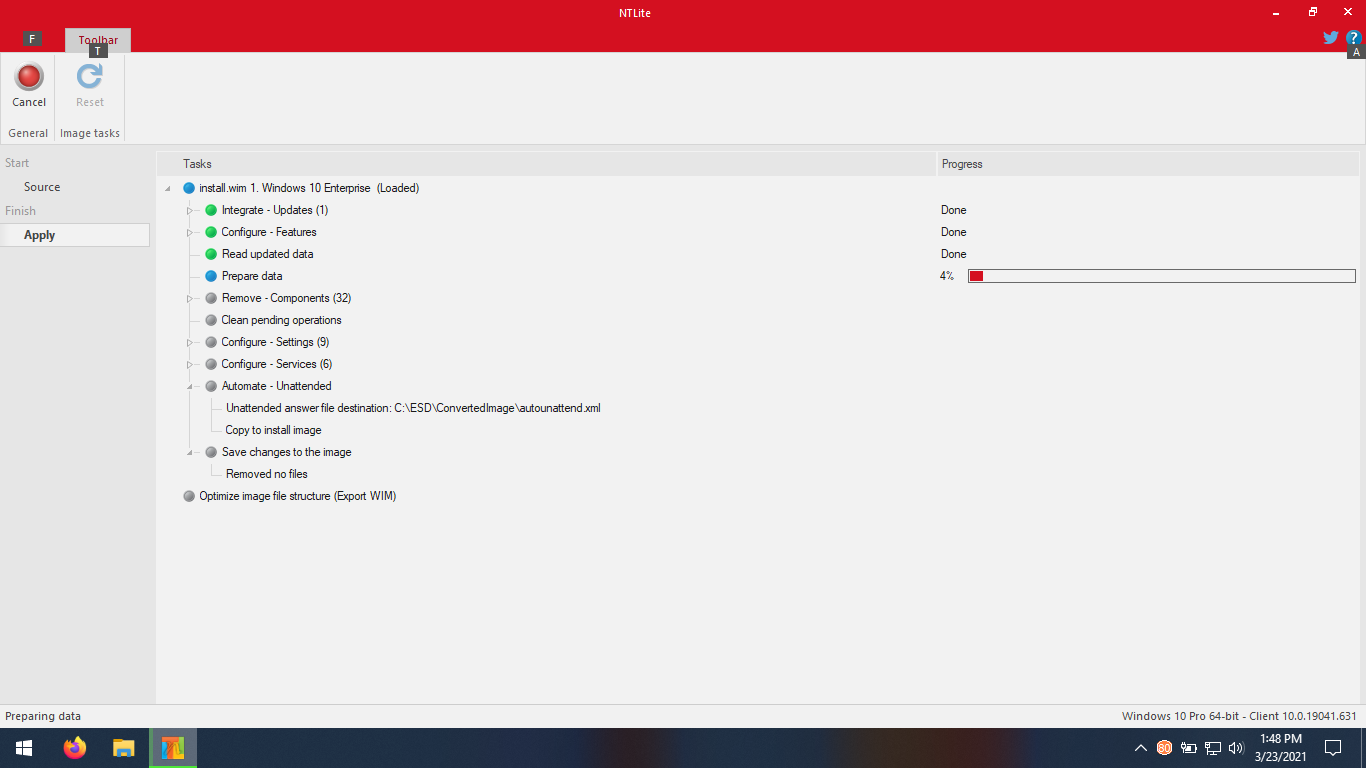 NTLite
F
Toolbar
T
?
A
Cancel
Reset
General
Image tasks
Start
Source
Finish
Apply
Tasks
Progress
install.wim 1. Windows 10 Enterprise (Loaded)
Integrate - Updates (1)
Done
Configure - Features
Done
Read updated data
Done
Prepare data
4%
Remove - Components (32)
Clean pending operations
Configure - Settings (9)
Configure - Services (6)
Automate - Unattended
Unattended answer file destination: C:\ESD\ConvertedImage\autounattend.xml
Copy to install image
Save changes to the image
Removed no files
Optimize image file structure (Export WIM)
Preparing data
Windows 10 Pro 64-bit - Client 10.0.19041.631
80
1:48 PM
3/23/2021